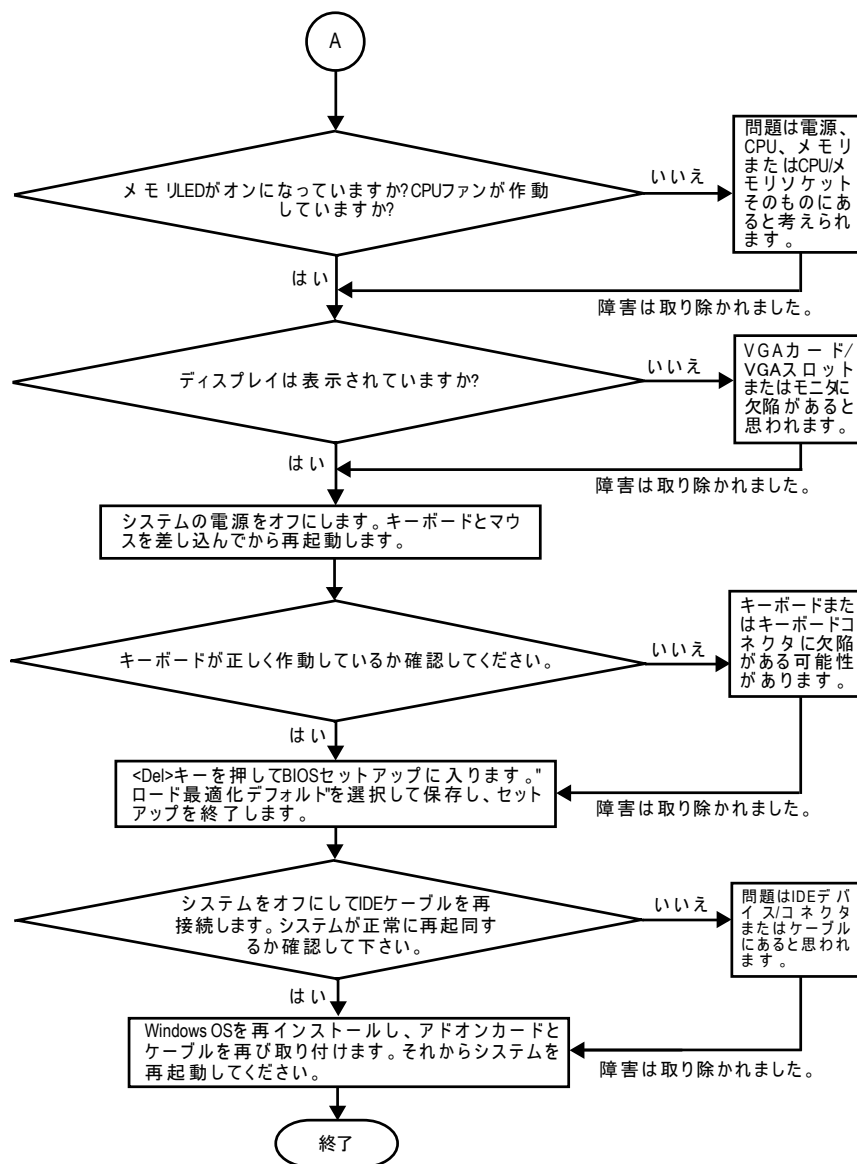 A
メモリLEDがオンになっていますか?CPUファンが作動
していますか?
いいえ
問題は電源、
CPU、メモリ
またはCPU/メ
モリソケット
そのものにあ
ると考えられ
ます。
はい
障害は取り除かれました。
ディスプレイは表示されていますか?
いいえ
VGAカード/
VGAスロット
またはモニタに
欠陥があると
思われます。
はい
障害は取り除かれました。
システムの電源をオフにします。キーボードとマウ
スを差し込んでから再起動します。
キーボードが正しく作動しているか確認してください。
いいえ
キーボードまた
はキーボードコ
ネクタに欠陥
がある可能性
があります。
はい
<Del>キーを押してBIOSセットアップに入ります。"
ロード最適化デフォルト"を選択して保存し、セット
アップを終了します。
障害は取り除かれました。
システムをオフにしてIDEケーブルを再
接続します。システムが正常に再起同す
るか確認して下さい。
いいえ
問題はIDEデバ
イス/コネクタ
またはケーブル
にあると思われ
ます。
はい
Windows OSを再インストールし、アドオンカードと
ケーブルを再び取り付けます。それからシステムを
再起動してください。
障害は取り除かれました。
終了